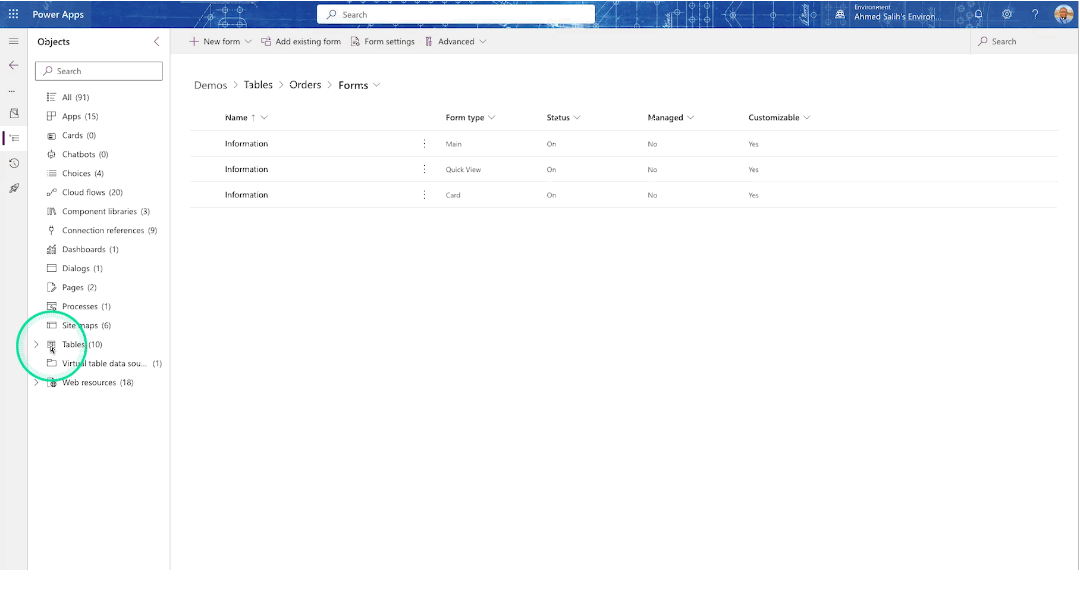 Power Apps
Search
Environment
Ahmed Salih's Environ...
Objects
New form
Add existing form
Form settings
Advanced
Search
Search
All (91)
Apps (15)
Cards (0)
Chatbots (0)
Choices (4)
Cloud flows (20)
Component libraries (3)
Connection references (9)
Dashboards (1)
Dialogs (1)
Pages (2)
Processes (1)
Site maps (6)
Tables (10)
Virtual table data sou... (1)
Web resources (18)
Demos > Tables > Orders > Forms
Name ↑ Form type Status Managed Customizable
Information Main On No Yes
Information Quick View On No Yes
Information Card On No Yes